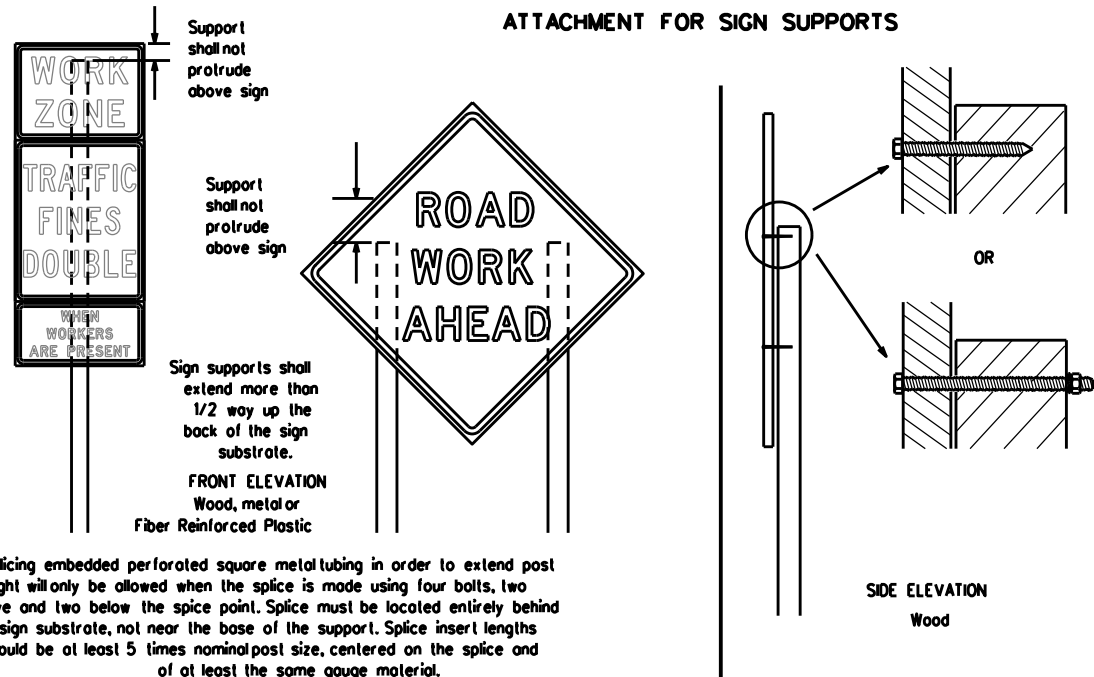 ATTACHMENT FOR SIGN SUPPORTS
Support
shall not
protrude
above sign
WORK
ZONE
TRAFFIC
FINES
DOUBLE
WHEN
WORKERS
ARE PRESENT
Support
shall not
protrude
above sign
ROAD
WORK
AHEAD
Sign supports shall
extend more than
1/2 way up the
back of the sign
substrate.
FRONT ELEVATION
Wood, metal or
Fiber Reinforced Plastic
OR
SIDE ELEVATION
Wood
licing embedded perforated square metal tubing in order to extend post
ght will only be allowed when the splice is made using four bolts, two
ve and two below the spice point. Splice must be located entirely behind
sign substrate, not near the base of the support. Splice insert lengths
ould be at least 5 times nominal post size, centered on the splice and
of at least the same gauge material.